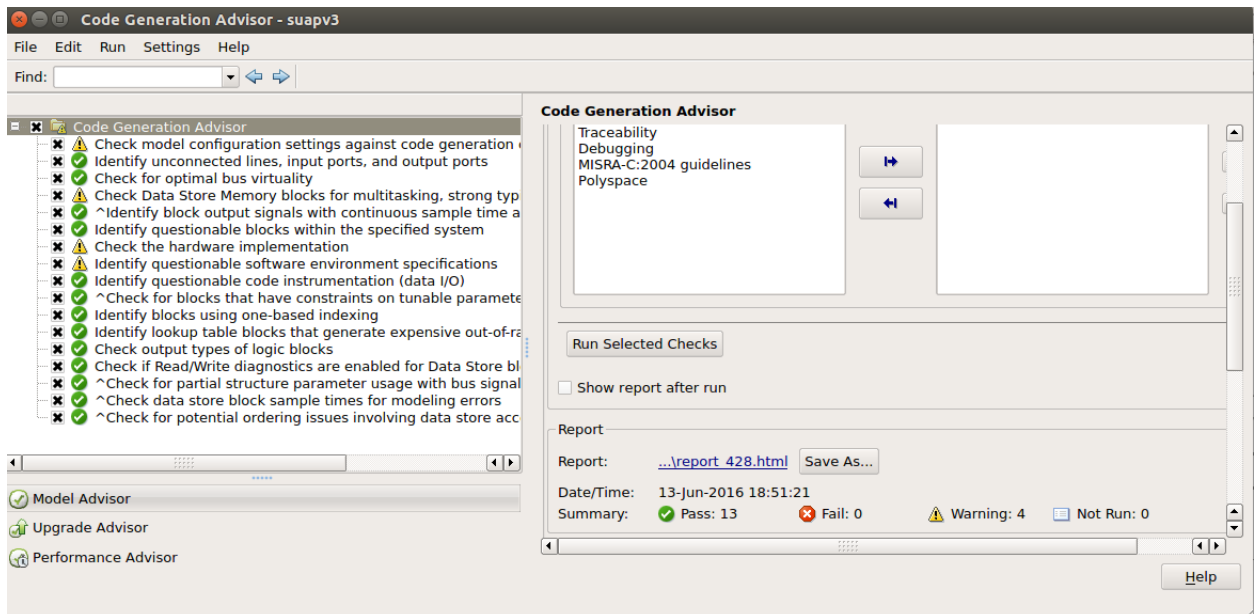 Code Generation Advisor - suapv3
File Edit Run Settings Help
Find:
Code Generation Advisor
Check model configuration settings against code generation
Identify unconnected lines, input ports, and output ports
Check for optimal bus virtuality
Check Data Store Memory blocks for multitasking, strong typ
^Identify block output signals with continuous sample time a
Identify questionable blocks within the specified system
Check the hardware implementation
Identify questionable software environment specifications
Identify questionable code instrumentation (data I/O)
^Check for blocks that have constraints on tunable paramete
Identify blocks using one-based indexing
Identify lookup table blocks that generate expensive out-of-ra
Check output types of logic blocks
Check if Read/Write diagnostics are enabled for Data Store bl
^Check for partial structure parameter usage with bus signal
^Check data store block sample times for modeling errors
^Check for potential ordering issues involving data store acc
Model Advisor
Upgrade Advisor
Performance Advisor
Code Generation Advisor
Traceability
Debugging
MISRA-C:2004 guidelines
Polyspace
Run Selected Checks
Show report after run
Report
Report: ...\report_428.html Save As...
Date/Time: 13-Jun-2016 18:51:21
Summary: Pass: 13 Fail: 0 Warning: 4 Not Run: 0
Help